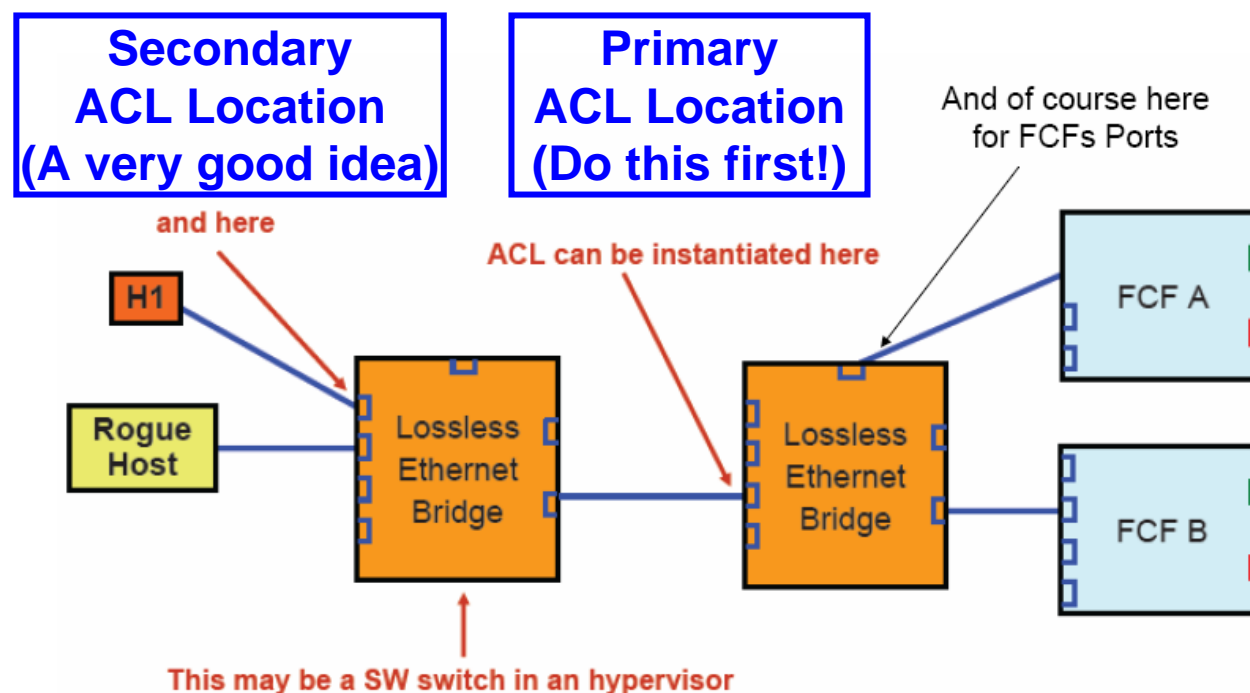 Secondary
ACL Location
(A very good idea)
Primary
ACL Location
(Do this first!)
And of course here
for FCFs Ports
and here
ACL can be instantiated here
H1
FCF A
Rogue
Host
Lossless
Ethernet
Bridge
Lossless
Ethernet
Bridge
FCF B
This may be a SW switch in an hypervisor